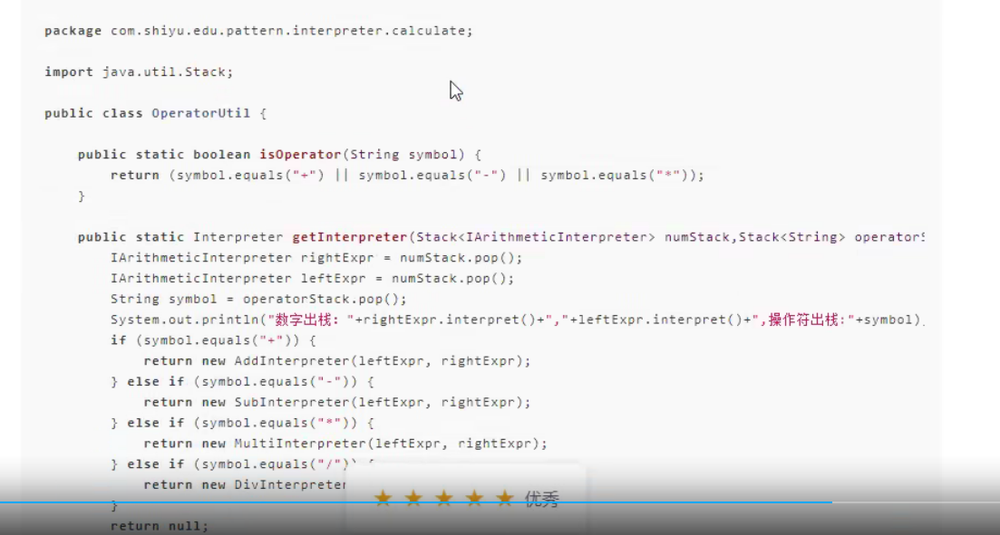 package com.shiyu.edu.pattern.interpreter.calculate;
import java.util.Stack;
public class OperatorUtil {
public static boolean isOperator(String symbol) {
return (symbol.equals("+") || symbol.equals("-") || symbol.equals("*"));
}
public static Interpreter getInterpreter(Stack<IArithmeticInterpreter> numStack,Stack<String> operator
IArithmeticInterpreter rightExpr = numStack.pop();
IArithmeticInterpreter leftExpr = numStack.pop();
String symbol = operatorStack.pop();
System.out.println("数字出栈："+rightExpr.interpret()+","+leftExpr.interpret()+",操作符出栈:"+symbol)
if (symbol.equals("+")) {
return new AddInterpreter(leftExpr, rightExpr);
} else if (symbol.equals("-")) {
return new SubInterpreter(leftExpr, rightExpr);
} else if (symbol.equals("*")) {
return new MultiInterpreter(leftExpr, rightExpr);
} else if (symbol.equals("/"))
return new DivInterpreter
}
return null;
优秀